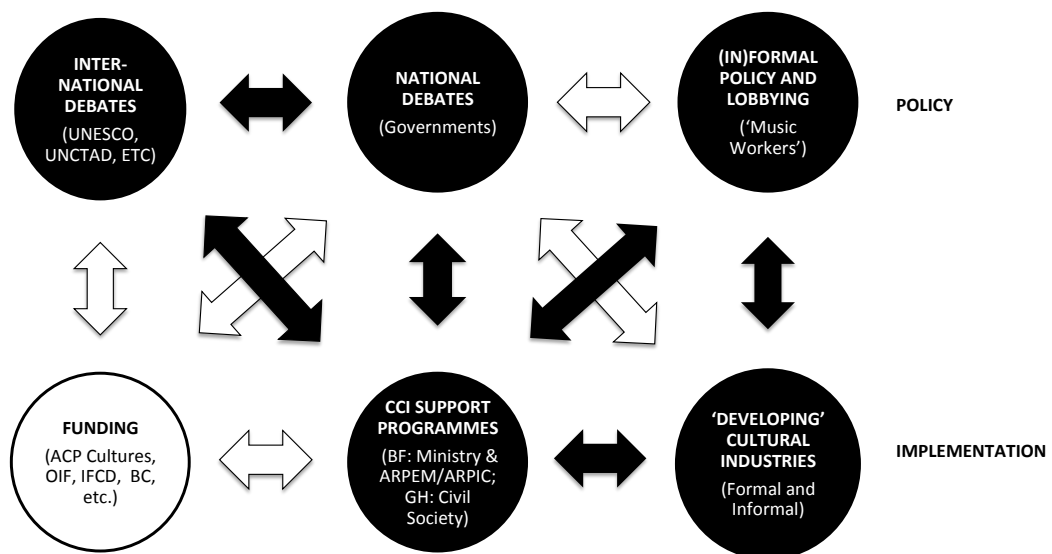 INTER-
NATIONAL
DEBATES
(UNESCO,
UNCTAD, ETC)
NATIONAL
DEBATES
(Governments)
(IN)FORMAL
POLICY AND
LOBBYING
(‘Music
Workers’)
POLICY
FUNDING
(ACP Cultures,
OIF, IFCD, BC,
etc.)
CCI SUPPORT
PROGRAMMES
(BF: Ministry &
ARPEM/ARPIC;
GH: Civil
Society)
‘DEVELOPING’
CULTURAL
INDUSTRIES
(Formal and
Informal)
IMPLEMENTATION